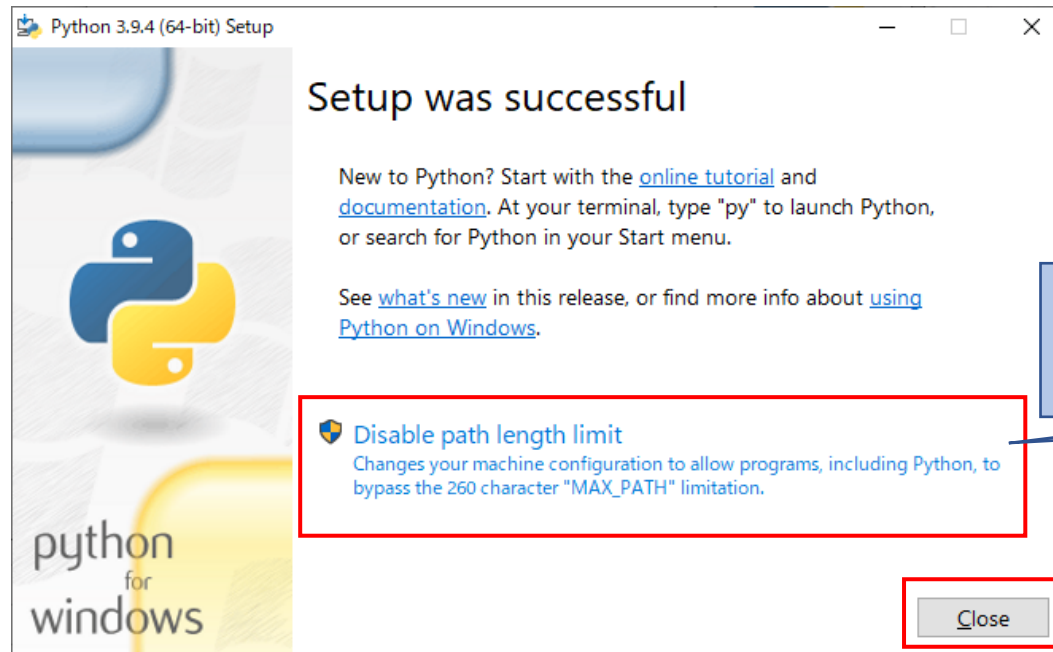 Python 3.9.4 (64-bit) Setup
Setup was successful
New to Python? Start with the online tutorial and
documentation. At your terminal, type "py" to launch Python,
or search for Python in your Start menu.
See what's new in this release, or find more info about using
Python on Windows.
Disable path length limit
Changes your machine configuration to allow programs, including Python, to
bypass the 260 character "MAX_PATH" limitation.
python
for
windows
Close